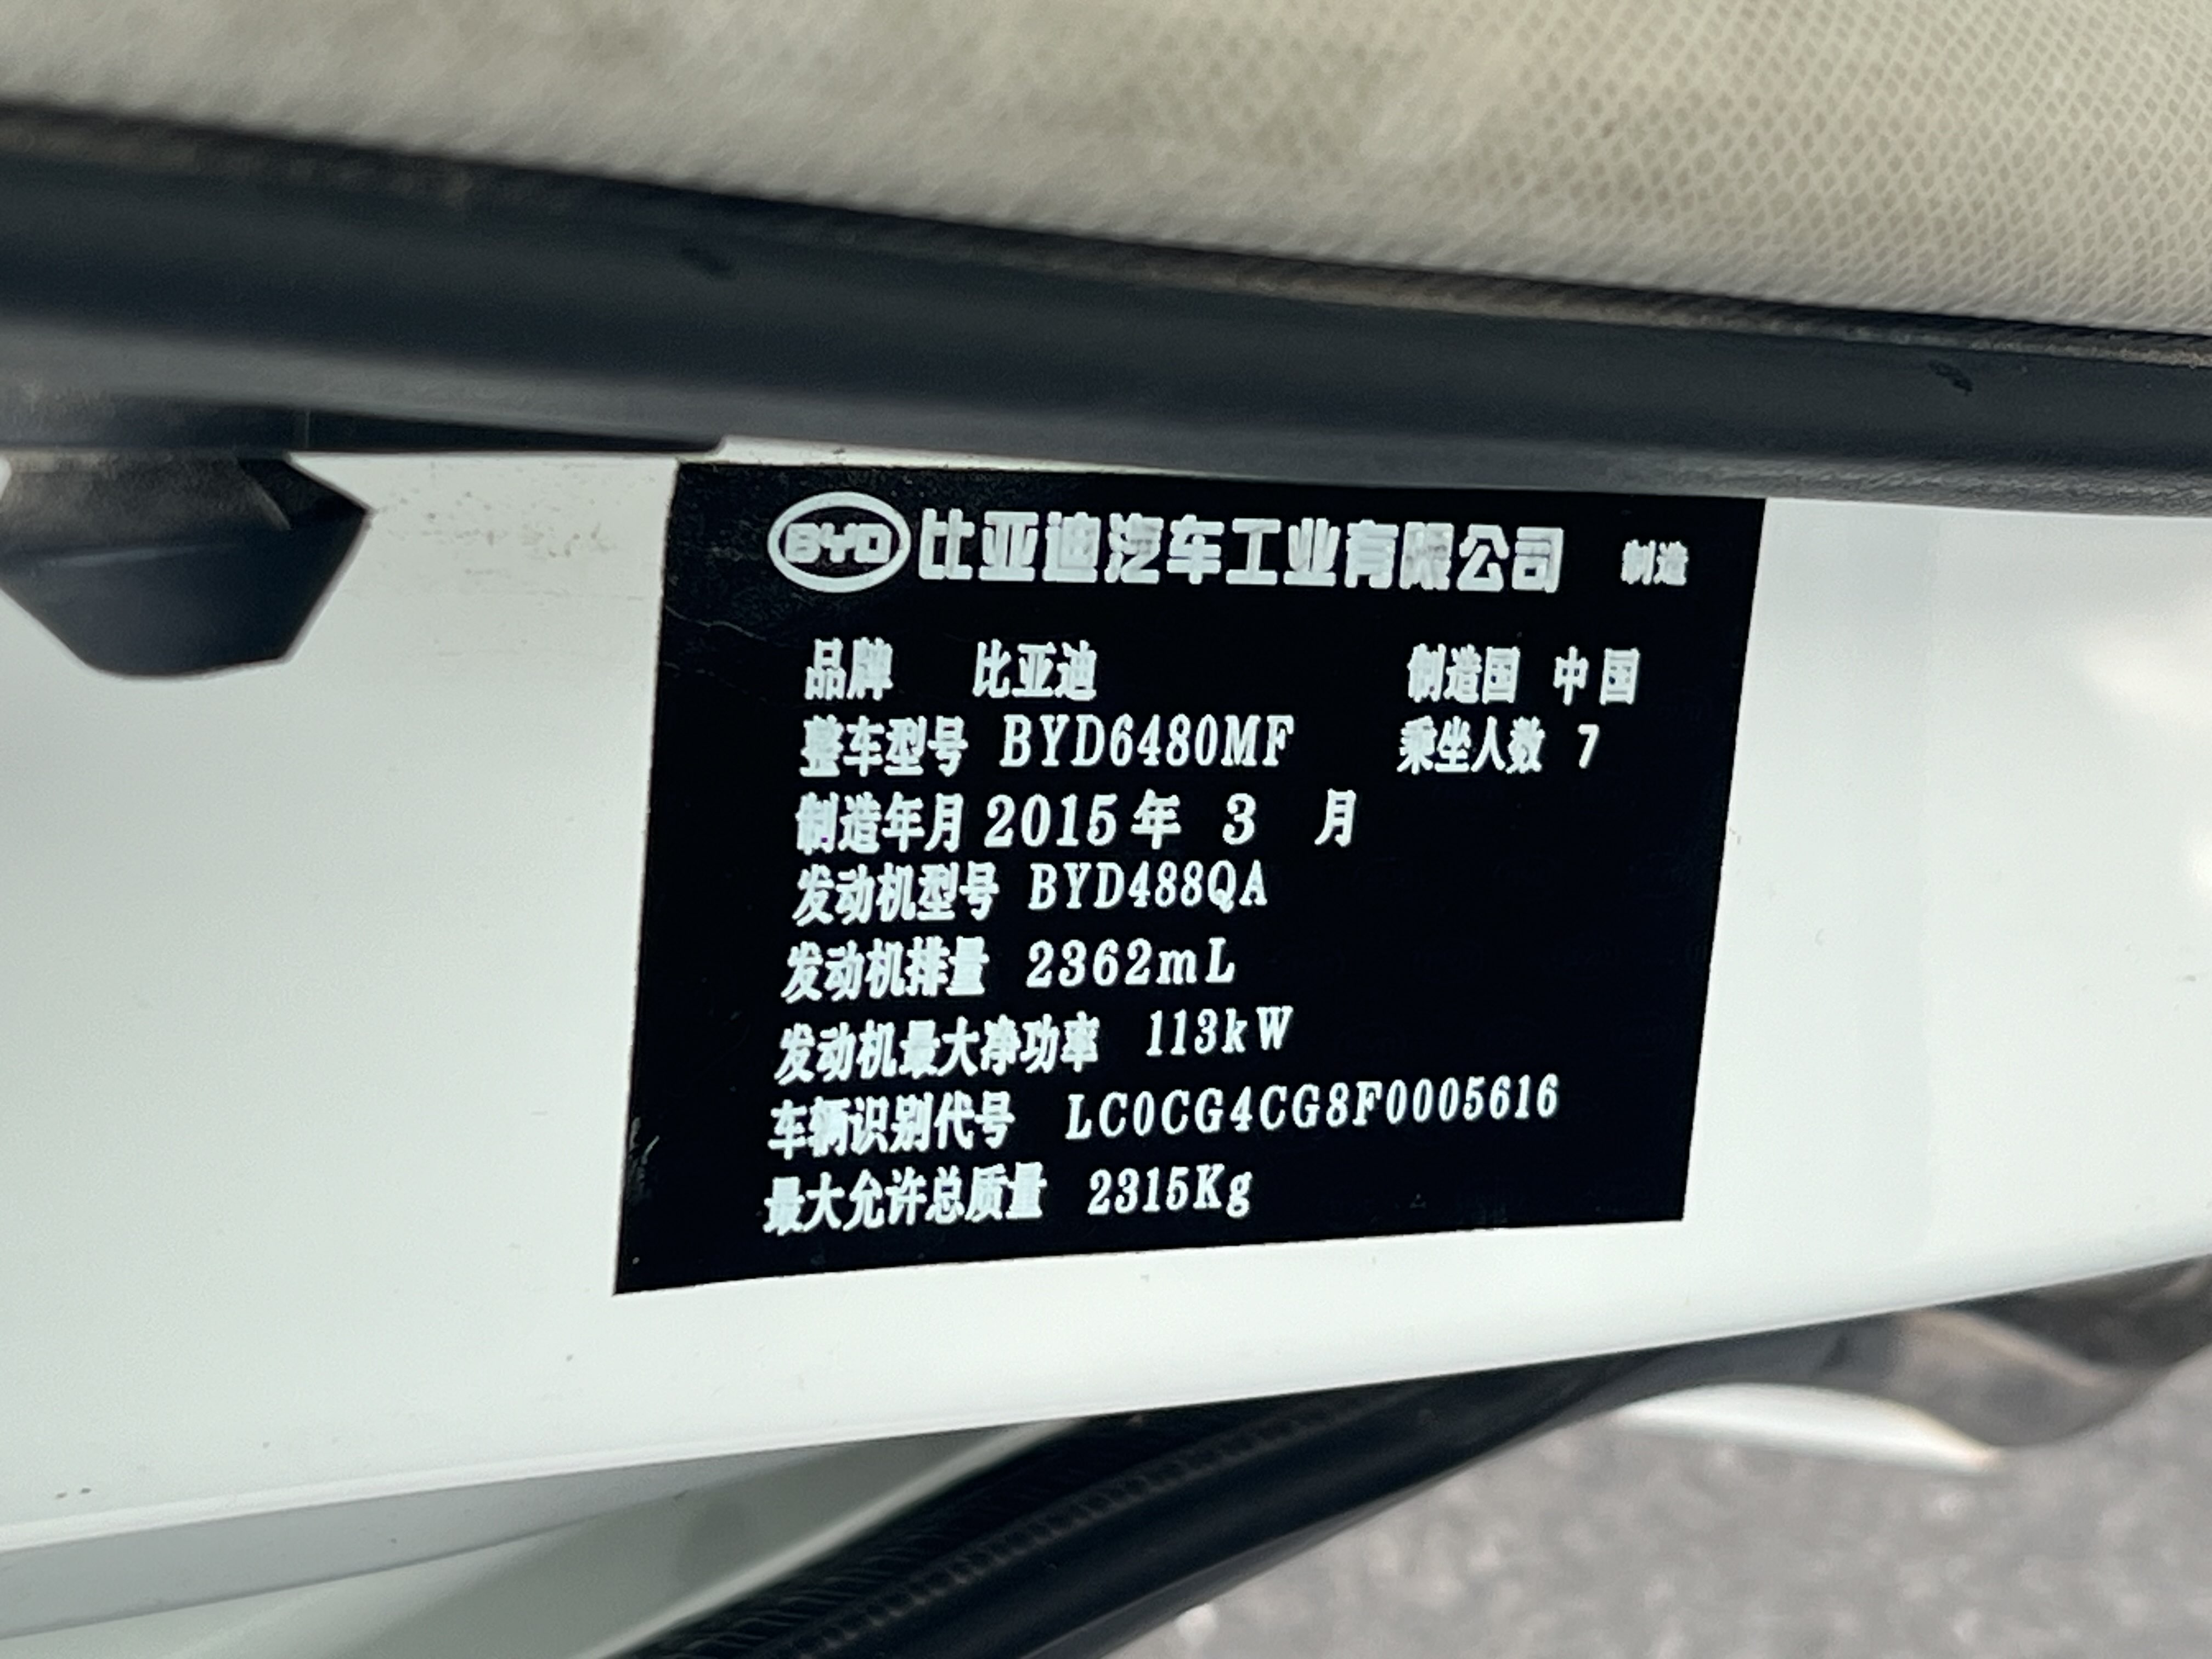 BYD 比亚迪汽车工业有限公司 制造
品牌 比亚迪 制造国 中国
整车型号 BYD6480MF 乘坐人数 7
制造年月 2015 年 3 月
发动机型号 BYD488QA
发动机排量 2362mL
发动机最大净功率 113kW
车辆识别代号 LC0CG4CG8F0005616
最大允许总质量 2315Kg